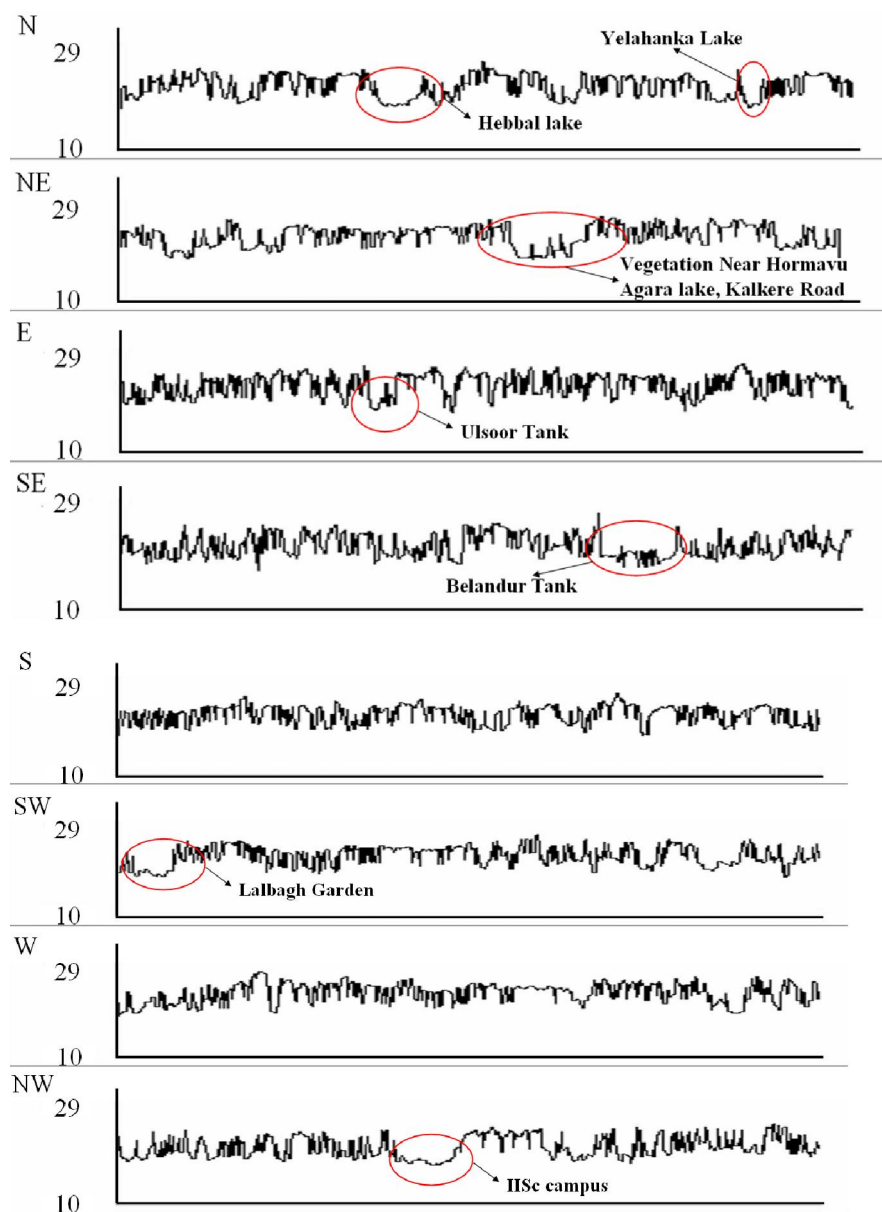 N
29
Yelahanka Lake
Hebbal lake
10
NE
29
Vegetation Near Hormavu
Agara lake, Kalkere Road
10
E
29
Ulsoor Tank
10
SE
29
Belandur Tank
10
S
29
10
SW
29
Lalbagh Garden
10
W
29
10
NW
29
IISc campus
10